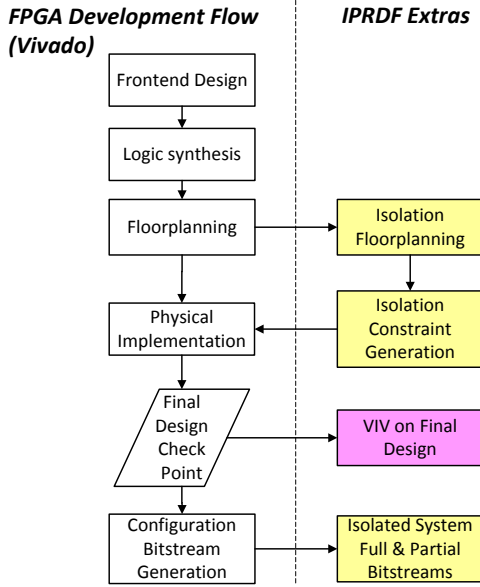 FPGA Development Flow
(Vivado)
IPRDF Extras
Frontend Design
Logic synthesis
Floorplanning
Isolation
Floorplanning
Physical
Implementation
Isolation
Constraint
Generation
Final
Design
Check
Point
VIV on Final
Design
Configuration
Bitstream
Generation
Isolated System
Full & Partial
Bitstreams